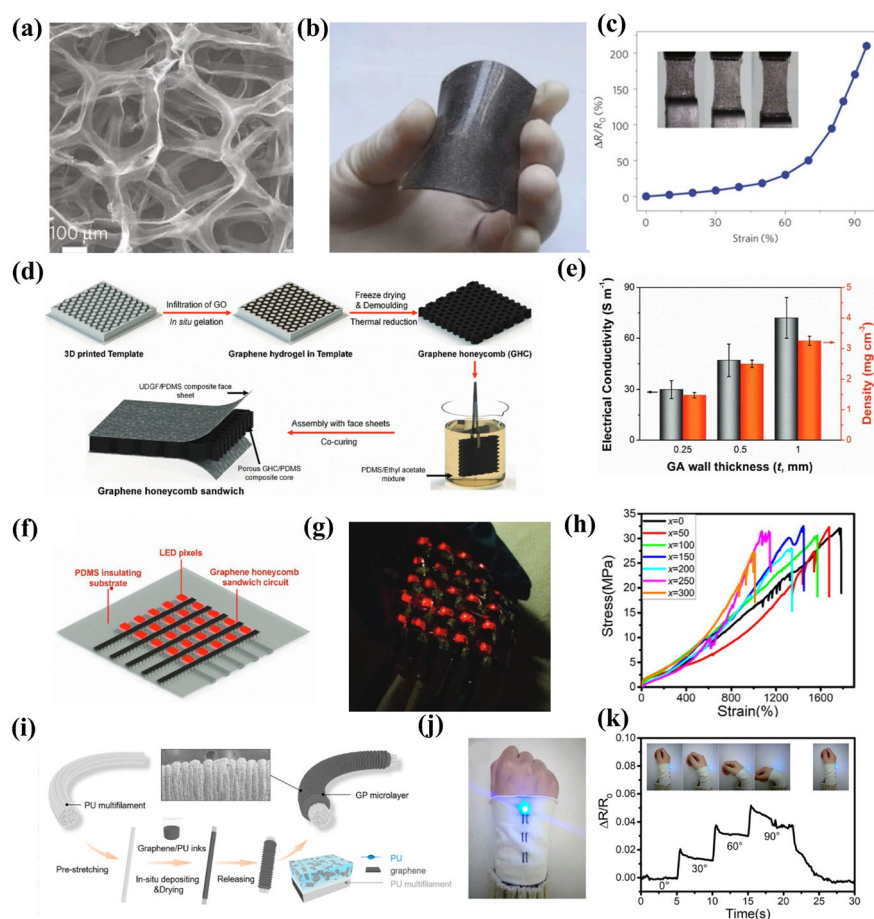 (a)
100 μm
(b)
(c)
ΔR/R₀ (%)
200
150
100
50
0
0
30
60
90
Strain (%)
(d)
3D printed Template
Infiltration of GO
In situ gelation
Graphene hydrogel in Template
Freeze drying
& Demoulding
Thermal reduction
Graphene honeycomb (GHC)
UDGF/PDMS composite face
sheet
Assembly with face sheets
Co-curing
Porous GHC/PDMS
composite core
PDMS/Ethyl acetate
mixture
Graphene honeycomb sandwich
(e)
Electrical Conductivity (S m⁻¹)
90
60
30
0
Density (mg cm⁻³)
5
4
3
2
1
0
0.25
0.5
1
GA wall thickness (t, mm)
(f)
LED pixels
PDMS insulating
substrate
Graphene honeycomb
sandwich circuit
(g)
(h)
Stress(MPa)
35
30
25
20
15
10
5
0
x=0
x=50
x=100
x=150
x=200
x=250
x=300
0
400
800
1200
1600
Strain(%)
(i)
PU multifilament
GP microlayer
Graphene/PU inks
Pre-stretching
In-situ depositing
&Drying
Releasing
PU
graphene
PU multifilament
(j)
(k)
ΔR/R₀
0.10
0.08
0.06
0.04
0.02
0.00
0°
30°
60°
90°
0
5
10
15
20
25
30
Time(s)